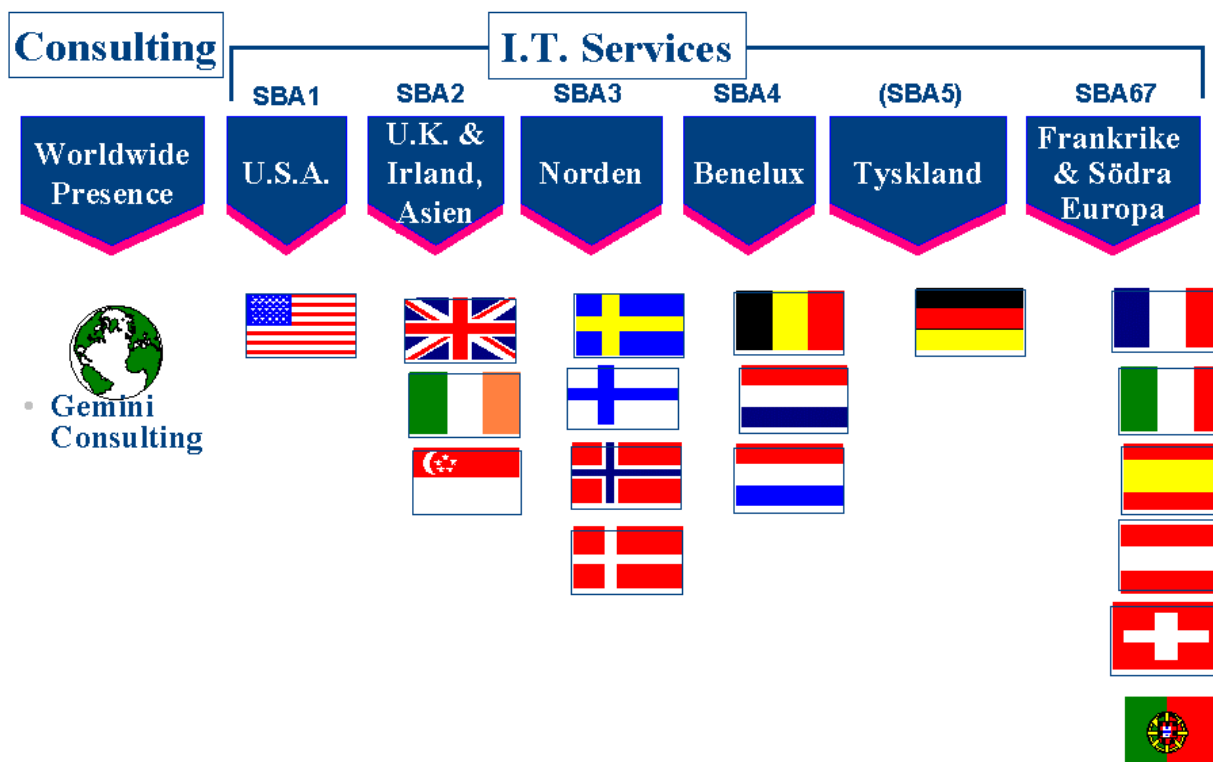 Consulting
I.T. Services
SBA1
SBA2
SBA3
SBA4
(SBA5)
SBA67
Worldwide
Presence
U.S.A.
U.K. &
Irland,
Asien
Norden
Benelux
Tyskland
Frankrike
& Södra
Europa
• Gemini
Consulting